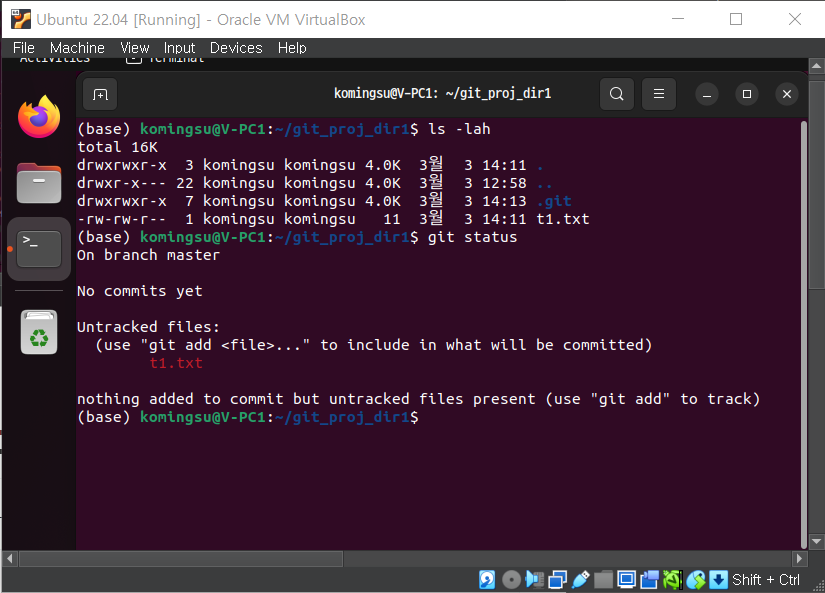 Ubuntu 22.04 [Running] - Oracle VM VirtualBox
File Machine View Input Devices Help
Activities Terminal
komingsu@V-PC1: ~/git_proj_dir1
(base) komingsu@V-PC1:~/git_proj_dir1$ ls -lah
total 16K
drwxrwxr-x  3 komingsu komingsu 4.0K  3월  3 14:11 .
drwxr-x--- 22 komingsu komingsu 4.0K  3월  3 12:58 ..
drwxrwxr-x  7 komingsu komingsu 4.0K  3월  3 14:13 .git
-rw-rw-r--  1 komingsu komingsu   11  3월  3 14:11 t1.txt
(base) komingsu@V-PC1:~/git_proj_dir1$ git status
On branch master
No commits yet
Untracked files:
  (use "git add <file>..." to include in what will be committed)
        t1.txt
nothing added to commit but untracked files present (use "git add" to track)
(base) komingsu@V-PC1:~/git_proj_dir1$
Shift + Ctrl